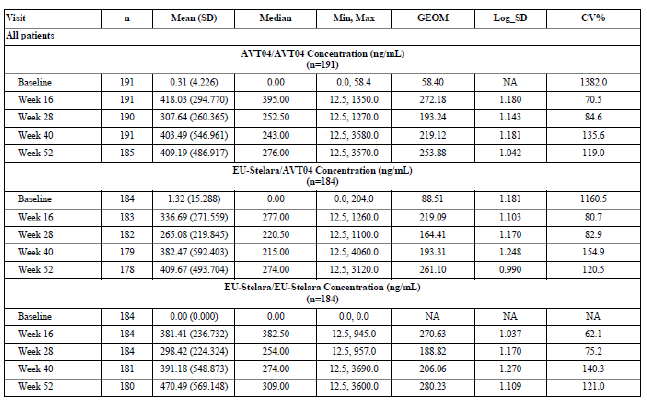 Visit n Mean (SD) Median Min, Max GEOM Log_SD CV%
All patients
AVT04/AVT04 Concentration (ng/mL)
(n=191)
Baseline 191 0.31 (4.226) 0.00 0.0, 58.4 58.40 NA 1382.0
Week 16 191 418.03 (294.770) 395.00 12.5, 1350.0 272.18 1.180 70.5
Week 28 190 307.64 (260.365) 252.50 12.5, 1270.0 193.24 1.143 84.6
Week 40 191 403.49 (546.961) 243.00 12.5, 3580.0 219.12 1.181 135.6
Week 52 185 409.19 (486.917) 276.00 12.5, 3570.0 253.88 1.042 119.0
EU-Stelara/AVT04 Concentration (ng/mL)
(n=184)
Baseline 184 1.32 (15.288) 0.00 0.0, 204.0 88.51 1.181 1160.5
Week 16 183 336.69 (271.559) 277.00 12.5, 1260.0 219.09 1.103 80.7
Week 28 182 265.08 (219.845) 220.50 12.5, 1100.0 164.41 1.170 82.9
Week 40 179 382.47 (592.403) 215.00 12.5, 4060.0 193.31 1.248 154.9
Week 52 178 409.67 (493.704) 274.00 12.5, 3120.0 261.10 0.990 120.5
EU-Stelara/EU-Stelara Concentration (ng/mL)
(n=184)
Baseline 184 0.00 (0.000) 0.00 0.0, 0.0 NA NA NA
Week 16 184 381.41 (236.732) 382.50 12.5, 945.0 270.63 1.037 62.1
Week 28 184 298.42 (224.324) 254.00 12.5, 957.0 188.82 1.170 75.2
Week 40 181 391.18 (548.873) 274.00 12.5, 3690.0 206.06 1.270 140.3
Week 52 180 470.49 (569.148) 309.00 12.5, 3600.0 280.23 1.109 121.0